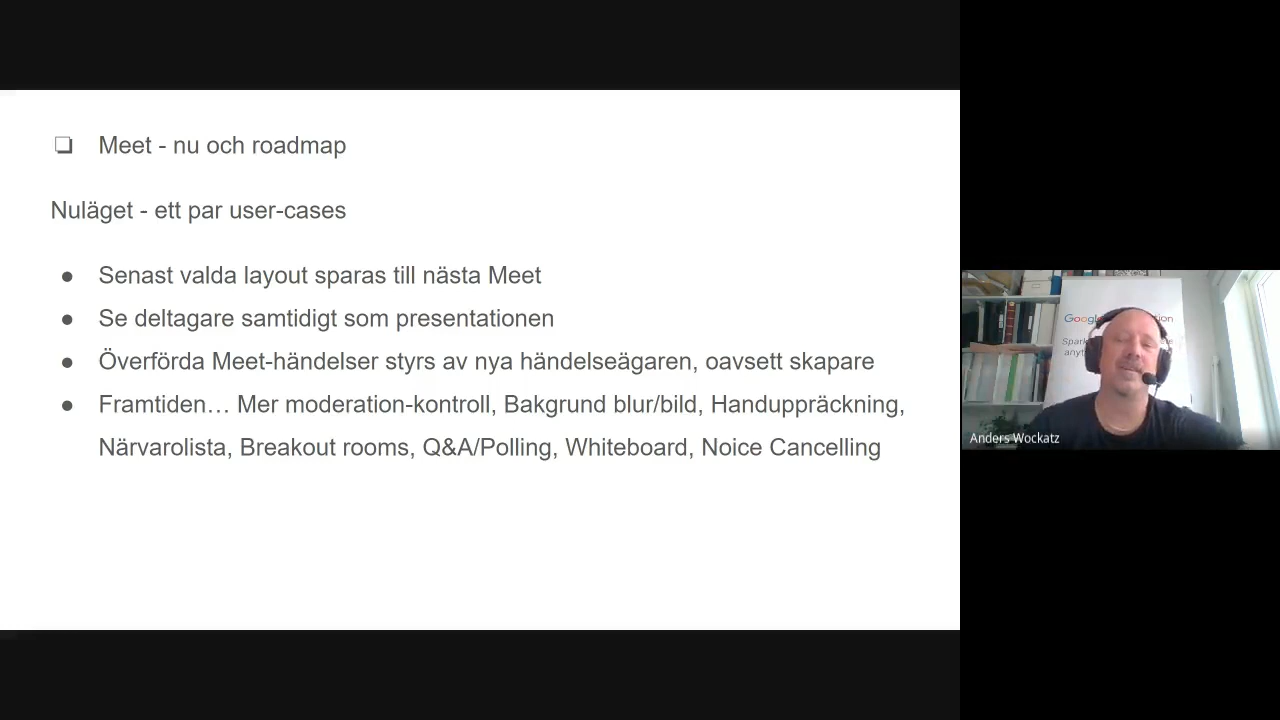 ❏ Meet - nu och roadmap
Nuläget - ett par user-cases
● Senast valda layout sparas till nästa Meet
● Se deltagare samtidigt som presentationen
● Överförda Meet-händelser styrs av nya händelseägaren, oavsett skapare
● Framtiden… Mer moderation-kontroll, Bakgrund blur/bild, Handuppräckning,
Närvarolista, Breakout rooms, Q&A/Polling, Whiteboard, Noice Cancelling
Google
Spark
Anders Wockatz